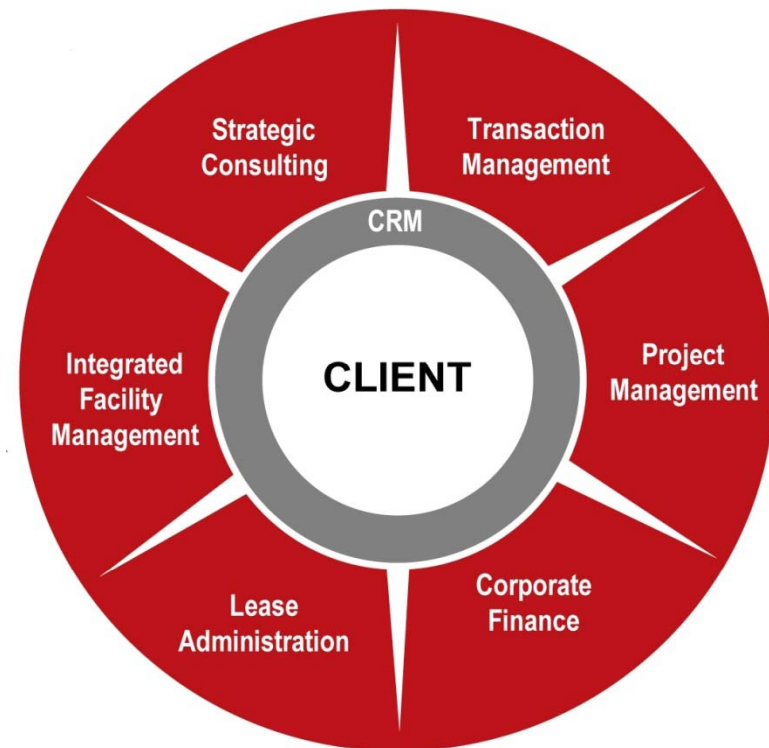 Strategic
Consulting
Transaction
Management
CRM
Integrated
Facility
Management
CLIENT
Project
Management
Lease
Administration
Corporate
Finance